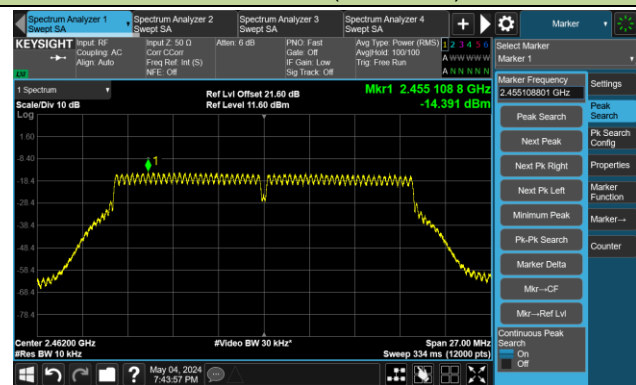 Spectrum Analyzer 1
Swept SA
Spectrum Analyzer 2
Swept SA
Spectrum Analyzer 3
Swept SA
Spectrum Analyzer 4
Swept SA
+
Marker
KEYSIGHT
Input: RF
Coupling: AC
Align: Auto
Input Z: 50 Ω
Corr CCorr
Freq Ref: Int (S)
NFE: Off
Atten: 6 dB
PNO: Fast
Gate: Off
IF Gain: Low
Sig Track: Off
Avg Type: Power (RMS)
Avg|Hold: 100/100
Trig: Free Run
1 2 3 4 5 6
A W W W W W
A N N N N N
Select Marker
Marker 1
LXI
1 Spectrum
Scale/Div 10 dB
Log
Ref Lvl Offset 21.60 dB
Ref Level 11.60 dBm
Mkr1 2.455 108 8 GHz
-14.391 dBm
1.60
-8.40
-18.4
-28.4
-38.4
-48.4
-58.4
-68.4
-78.4
1
Center 2.46200 GHz
#Res BW 10 kHz
#Video BW 30 kHz*
Span 27.00 MHz
Sweep 334 ms (12000 pts)
Marker Frequency
2.455108801 GHz
Peak Search
Next Peak
Next Pk Right
Next Pk Left
Minimum Peak
Pk-Pk Search
Marker Delta
Mkr→CF
Mkr→Ref Lvl
Continuous Peak
Search
On
Off
Settings
Peak
Search
Pk Search
Config
Properties
Marker
Function
Marker→
Counter
?
May 04, 2024
7:43:57 PM